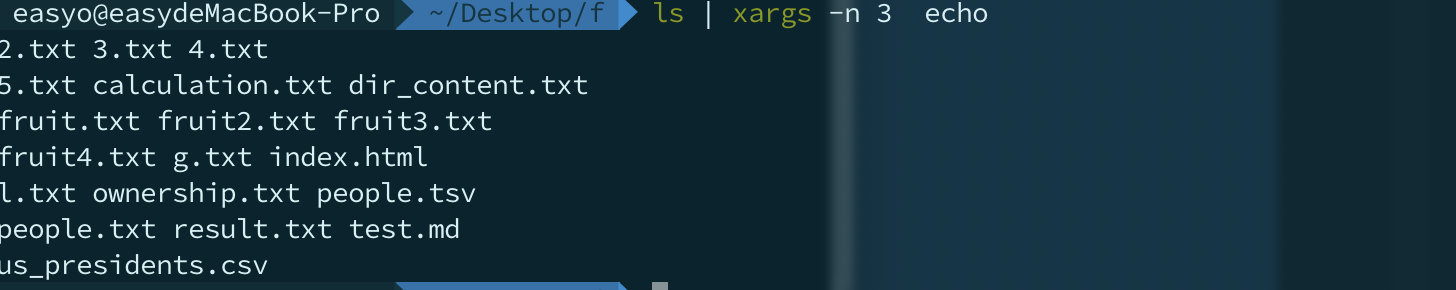 easyo@easydeMacBook-Pro ~/Desktop/f ls | xargs -n 3  echo
2.txt 3.txt 4.txt
5.txt calculation.txt dir_content.txt
fruit.txt fruit2.txt fruit3.txt
fruit4.txt g.txt index.html
l.txt ownership.txt people.tsv
people.txt result.txt test.md
us_presidents.csv